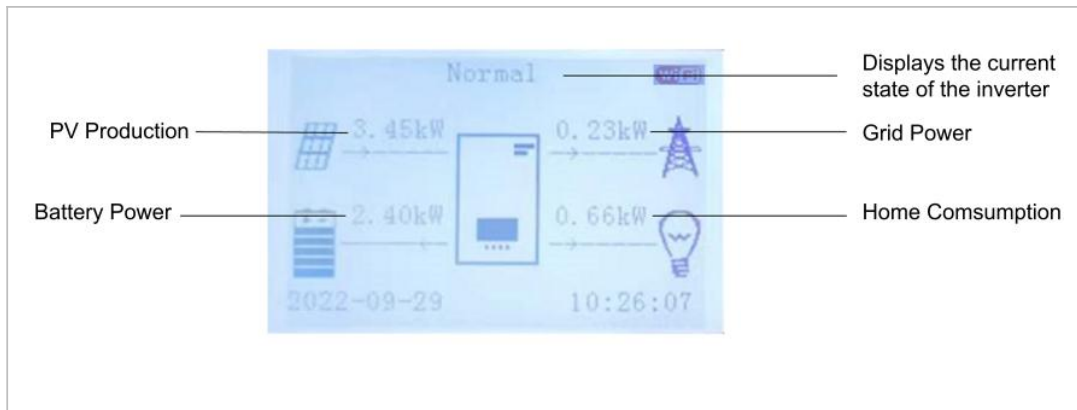 Normal
WiFi
Displays the current
state of the inverter
PV Production
3.45kW
0.23kW
Grid Power
Battery Power
2.40kW
0.66kW
Home Comsumption
2022-09-29
10:26:07